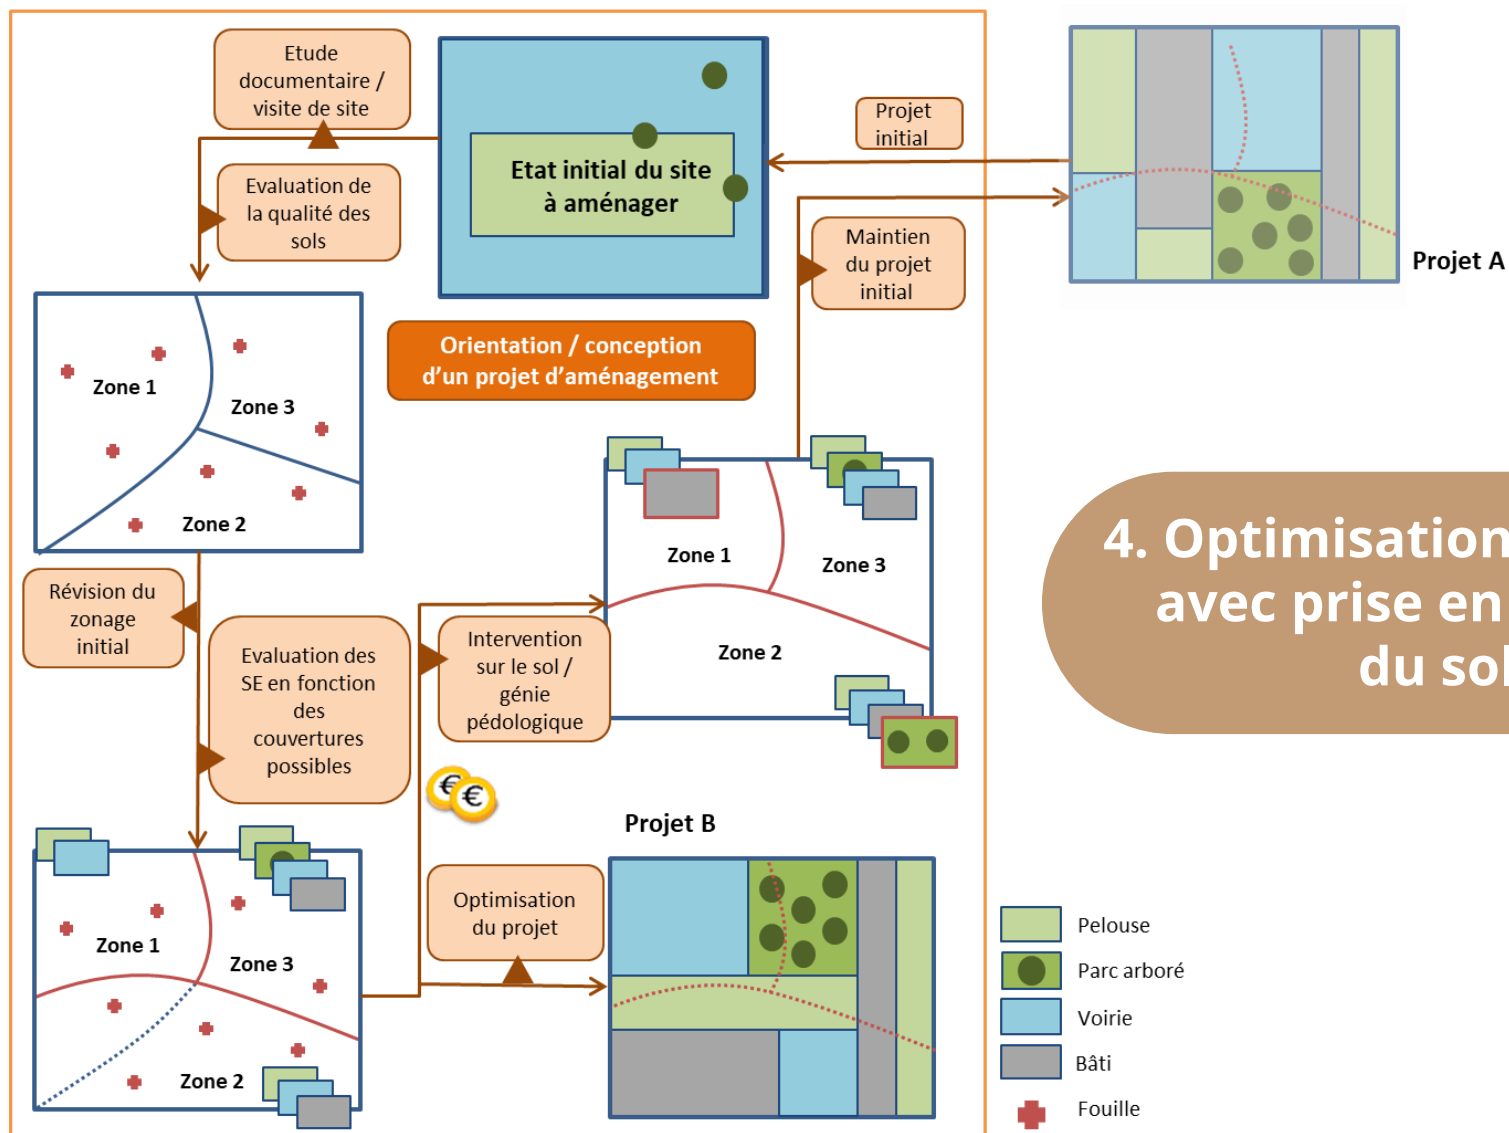 Etude
documentaire /
visite de site
Projet
initial
Etat initial du site
à aménager
Evaluation de
la qualité des
sols
Maintien
du projet
initial
Projet A
Orientation / conception
d'un projet d'aménagement
Zone 1
Zone 3
Zone 2
Révision du
zonage
initial
Evaluation des
SE en fonction
des
couvertures
possibles
Intervention
sur le sol /
génie
pédologique
Zone 1
Zone 3
Zone 2
4. Optimisation
avec prise en
du sol
€
€
Projet B
Optimisation
du projet
Zone 1
Zone 3
Zone 2
Pelouse
Parc arboré
Voirie
Bâti
Fouille